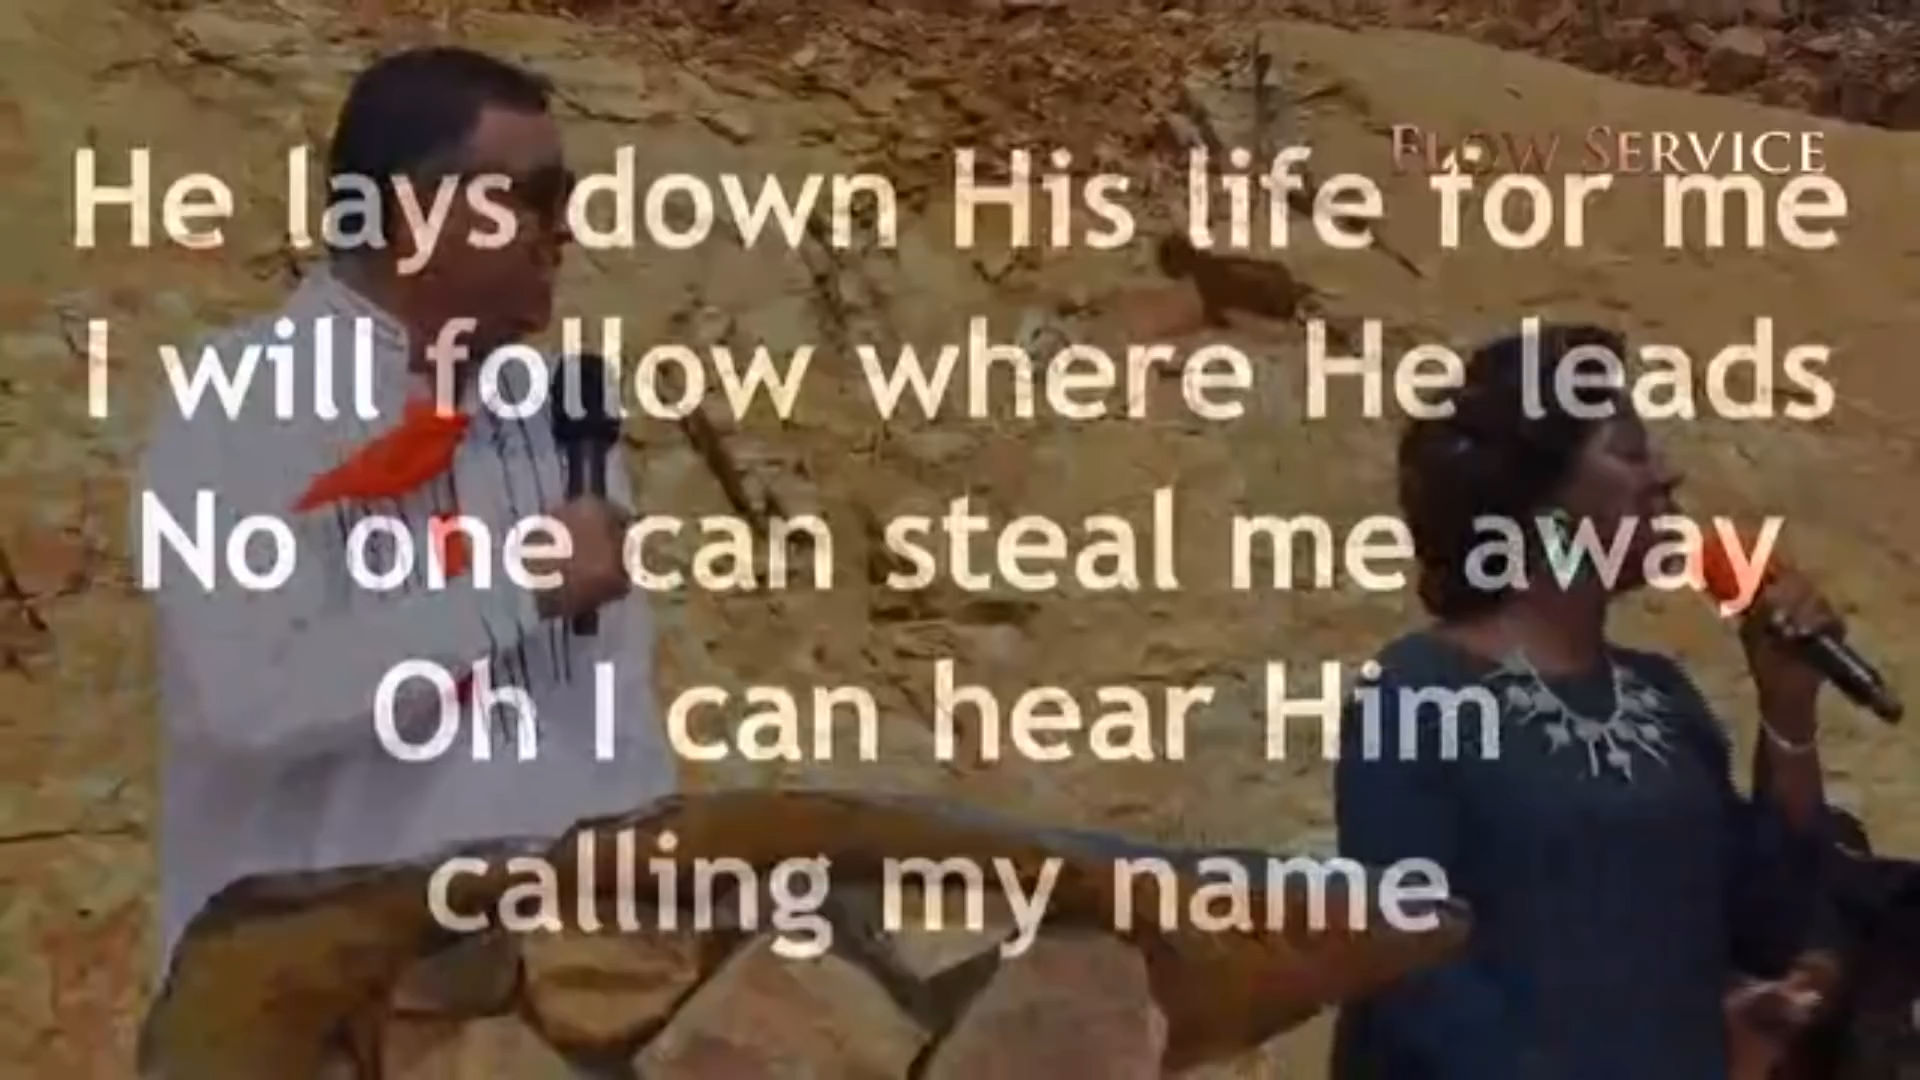 FLOW SERVICE
He lays down His life for me
I will follow where He leads
No one can steal me away
Oh I can hear Him
calling my name